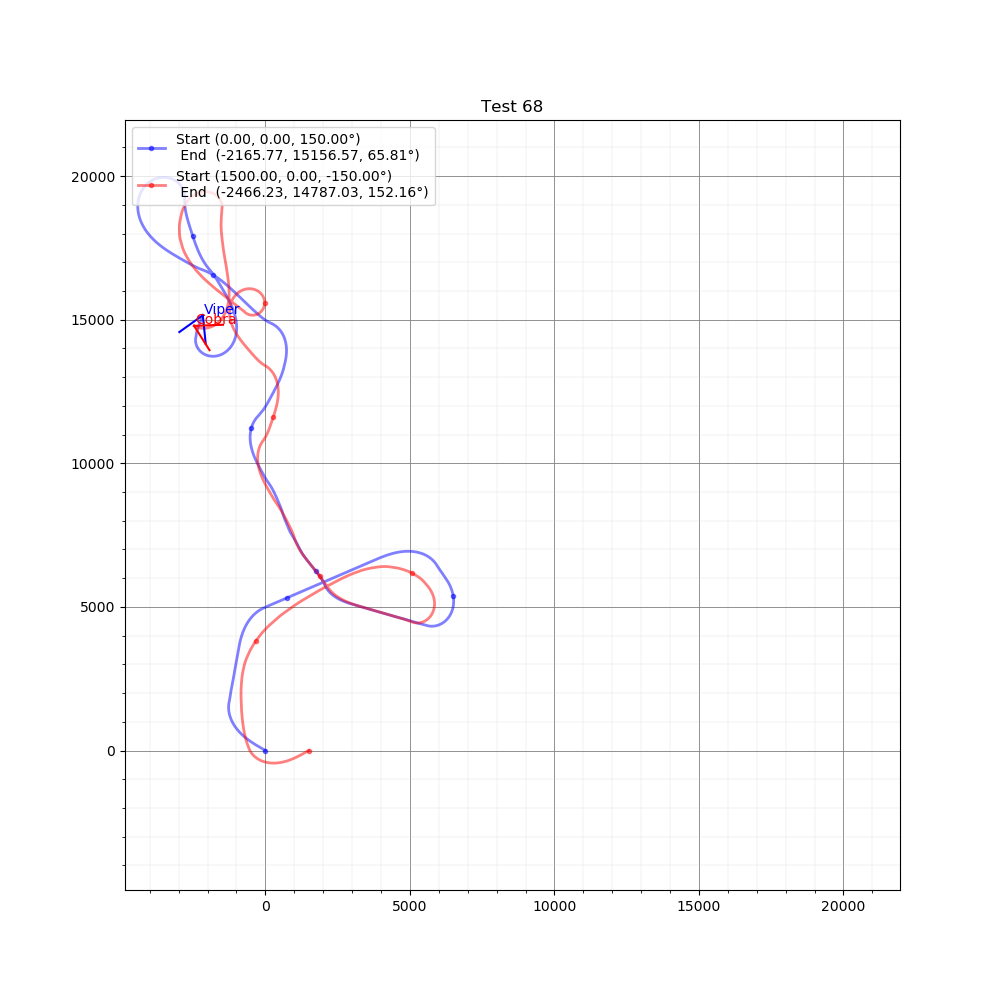 Test 68
Start (0.00, 0.00, 150.00°)
End  (-2165.77, 15156.57, 65.81°)
Start (1500.00, 0.00, -150.00°)
End  (-2466.23, 14787.03, 152.16°)
20000
15000
10000
5000
0
Viper
Cobra
0
5000
10000
15000
20000